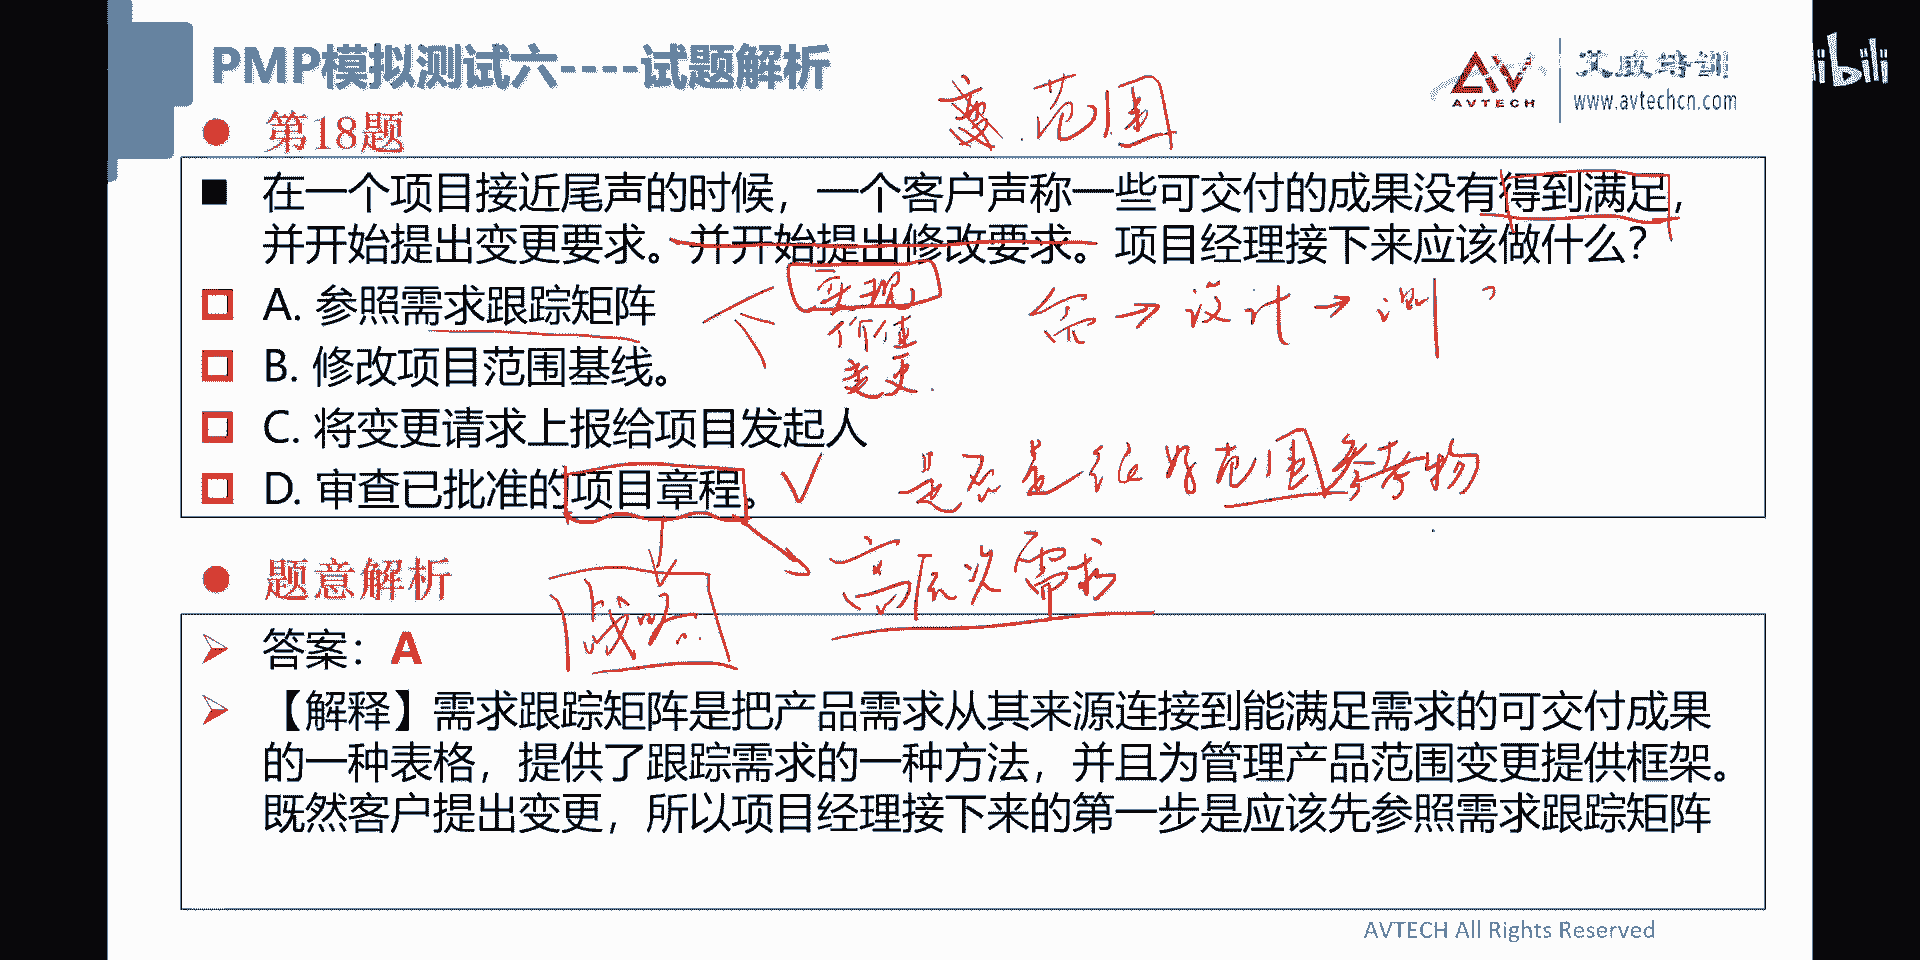 PMP模拟测试六----试题解析
AVTECH
艾威培训
www.avtechcn.com
bili
变 范围
第18题
在一个项目接近尾声的时候，一个客户声称一些可交付的成果没有得到满足，
并开始提出变更要求。并开始提出修改要求。项目经理接下来应该做什么？
A. 参照需求跟踪矩阵
实现
价值
变更
需→设计→测
B. 修改项目范围基线。
C. 将变更请求上报给项目发起人
D. 审查已批准的项目章程。
是否是很好范围参考物
高层次需求
战略
题意解析
答案：A
【解释】需求跟踪矩阵是把产品需求从其来源连接到能满足需求的可交付成果
的一种表格，提供了跟踪需求的一种方法，并且为管理产品范围变更提供框架。
既然客户提出变更，所以项目经理接下来的第一步是应该先参照需求跟踪矩阵
AVTECH All Rights Reserved